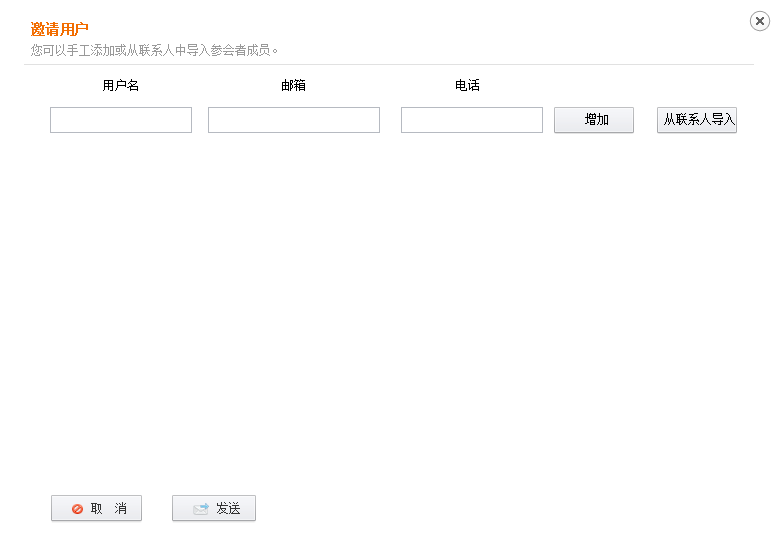 邀请用户
您可以手工添加或从联系人中导入参会者成员。
用户名 邮箱 电话
增加 从联系人导入
取 消 发送